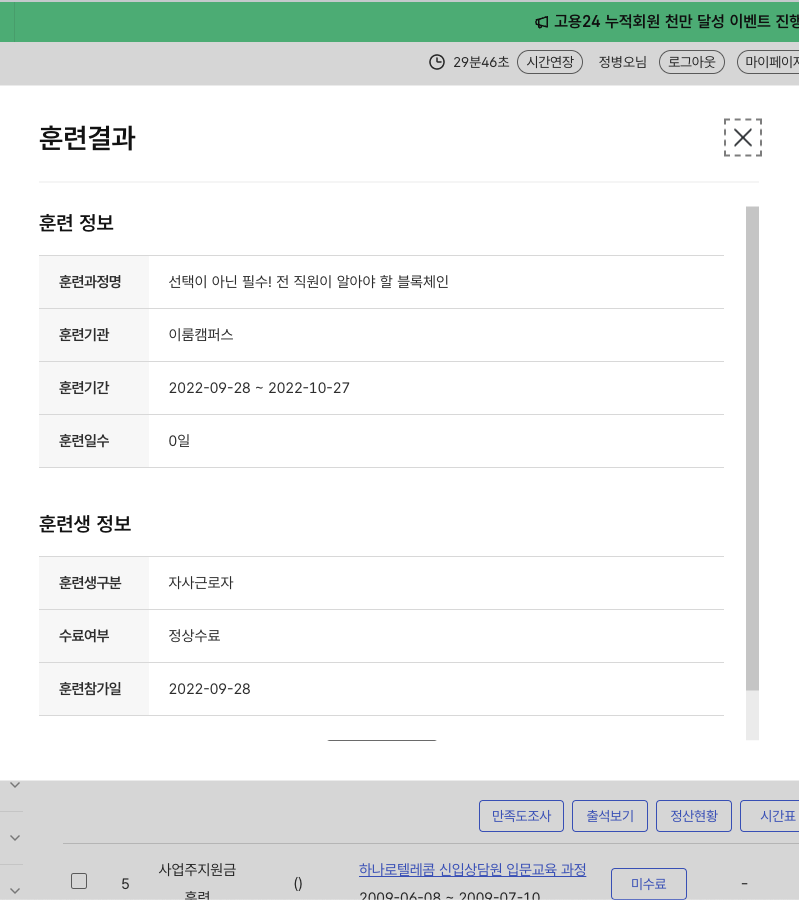 고용24 누적회원 천만 달성 이벤트 진행
29분46초 시간연장 정병오님 로그아웃 마이페이지
훈련결과
훈련 정보
훈련과정명 선택이 아닌 필수! 전 직원이 알아야 할 블록체인
훈련기관 이룸캠퍼스
훈련기간 2022-09-28 ~ 2022-10-27
훈련일수 0일
훈련생 정보
훈련생구분 자사근로자
수료여부 정상수료
훈련참가일 2022-09-28
만족도조사 출석보기 정산현황 시간표
5 사업주지원금 훈련 () 하나로텔레콤 신입상담원 입문교육 과정 미수료 -
2009-06-08 ~ 2009-07-10